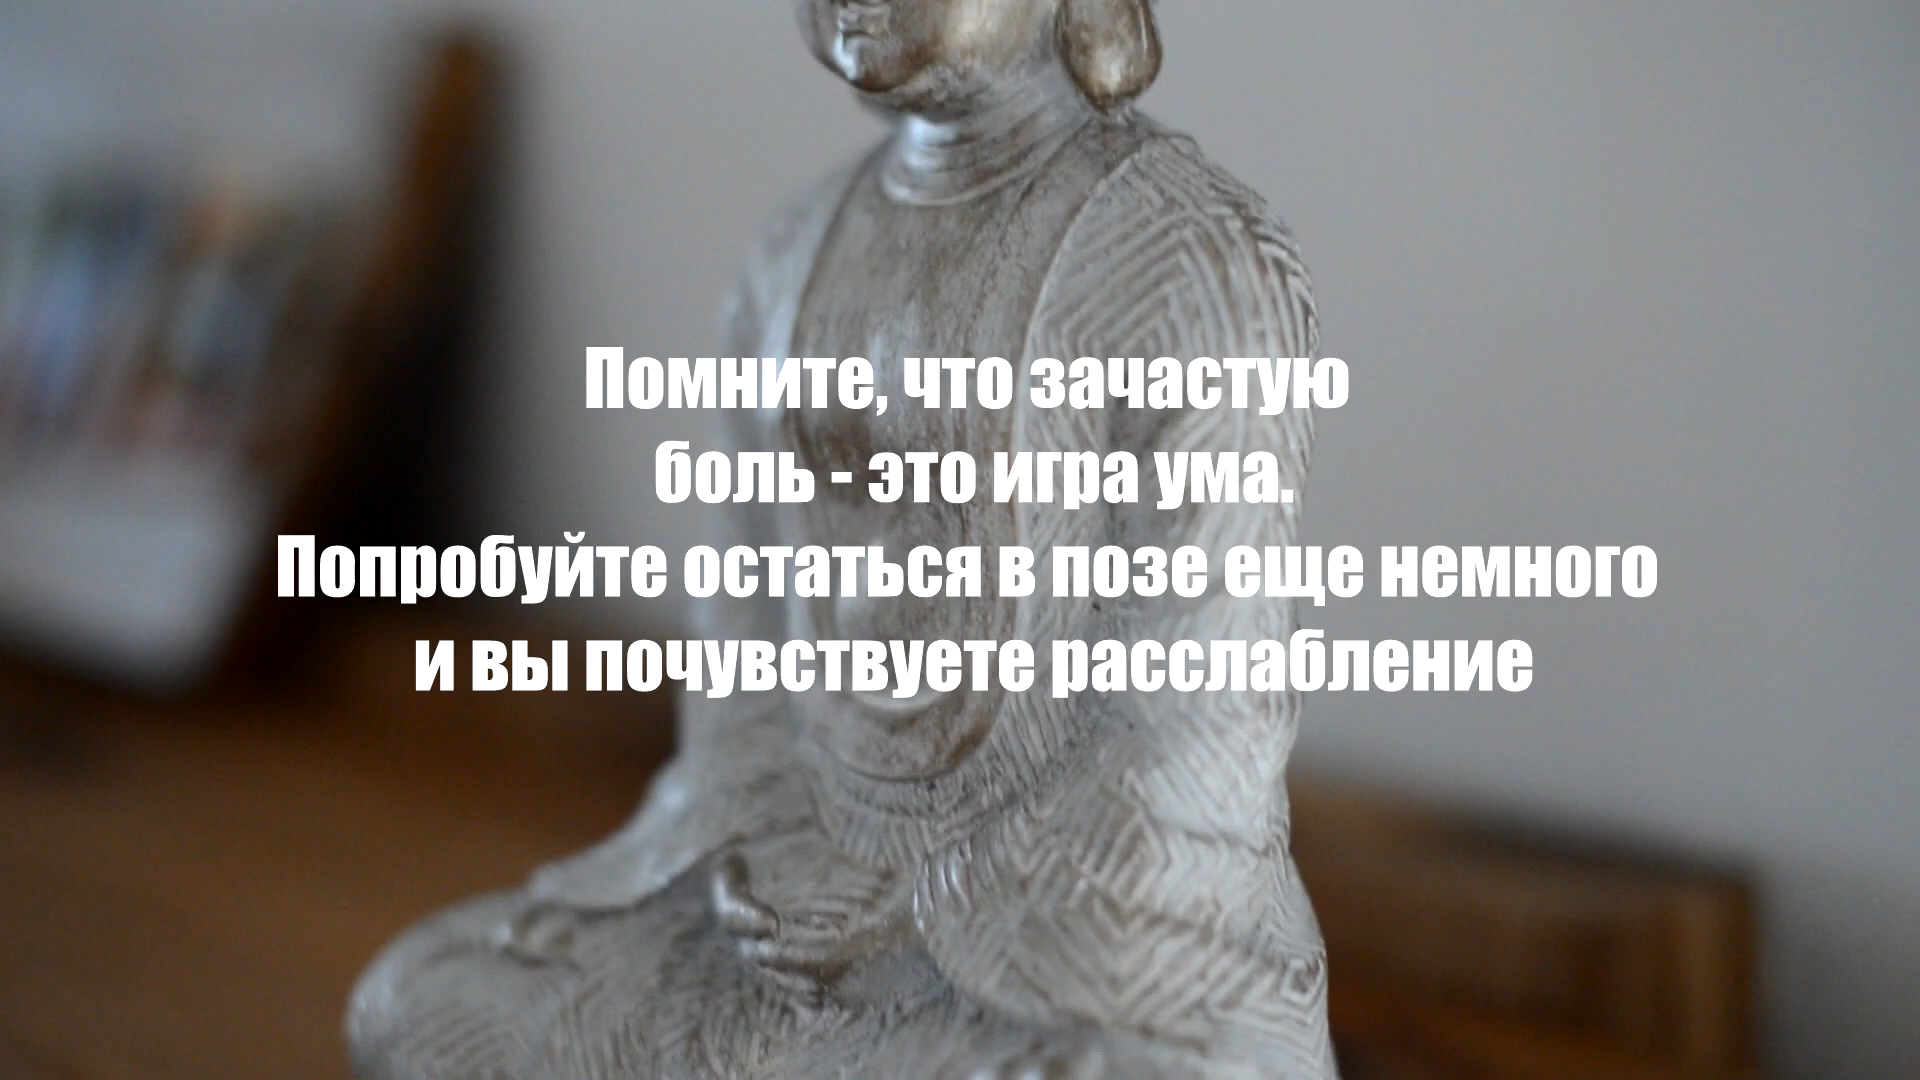 Помните, что зачастую
боль - это игра ума.
Попробуйте остаться в позе еще немного
и вы почувствуете расслабление